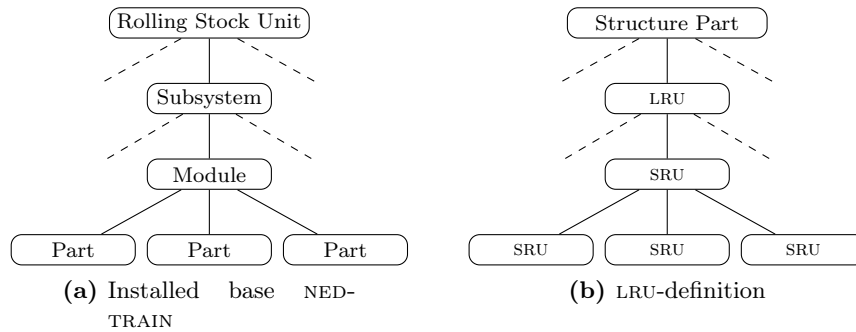 Rolling Stock Unit
Subsystem
Module
Part Part Part
(a) Installed base NED-
TRAIN
Structure Part
LRU
SRU
SRU SRU SRU
(b) LRU-definition